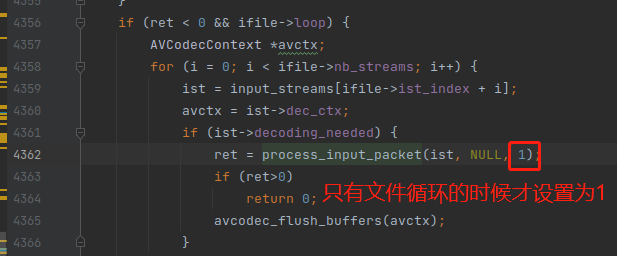 4355 }
4356 if (ret < 0 && ifile->loop) {
4357 AVCodecContext *avctx;
4358 for (i = 0; i < ifile->nb_streams; i++) {
4359 ist = input_streams[ifile->ist_index + i];
4360 avctx = ist->dec_ctx;
4361 if (ist->decoding_needed) {
4362 ret = process_input_packet(ist, NULL, 1);
4363 if (ret>0)
4364 return 0; 只有文件循环的时候才设置为1
4365 avcodec_flush_buffers(avctx);
4366 }